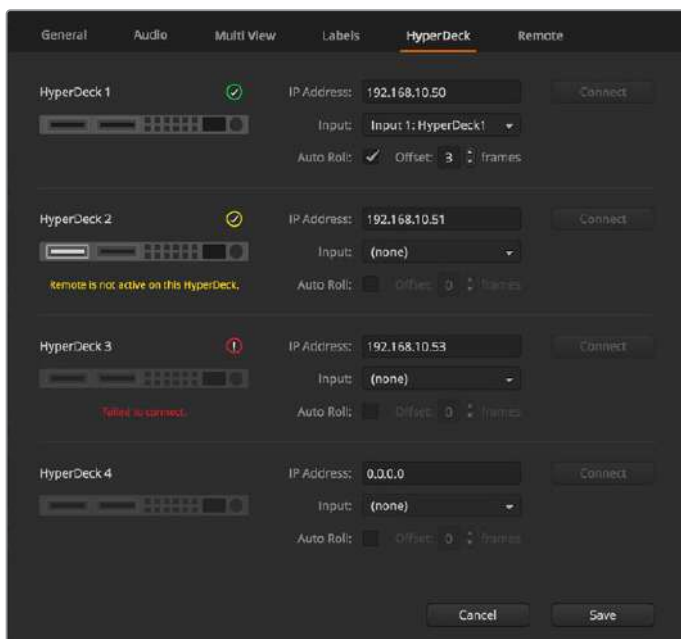 General Audio Multi View Labels HyperDeck Remote
HyperDeck 1 IP Address: 192.168.10.50 Connect
Input: Input 1: HyperDeck1
Auto Roll: Offset: 3 frames
HyperDeck 2 IP Address: 192.168.10.51 Connect
Input: (none)
Remote is not active on this HyperDeck. Auto Roll: Offset: 0 frames
HyperDeck 3 IP Address: 192.168.10.53 Connect
Input: (none)
Failed to connect. Auto Roll: Offset: 0 frames
HyperDeck 4 IP Address: 0.0.0.0 Connect
Input: (none)
Auto Roll: Offset: 0 frames
Cancel Save